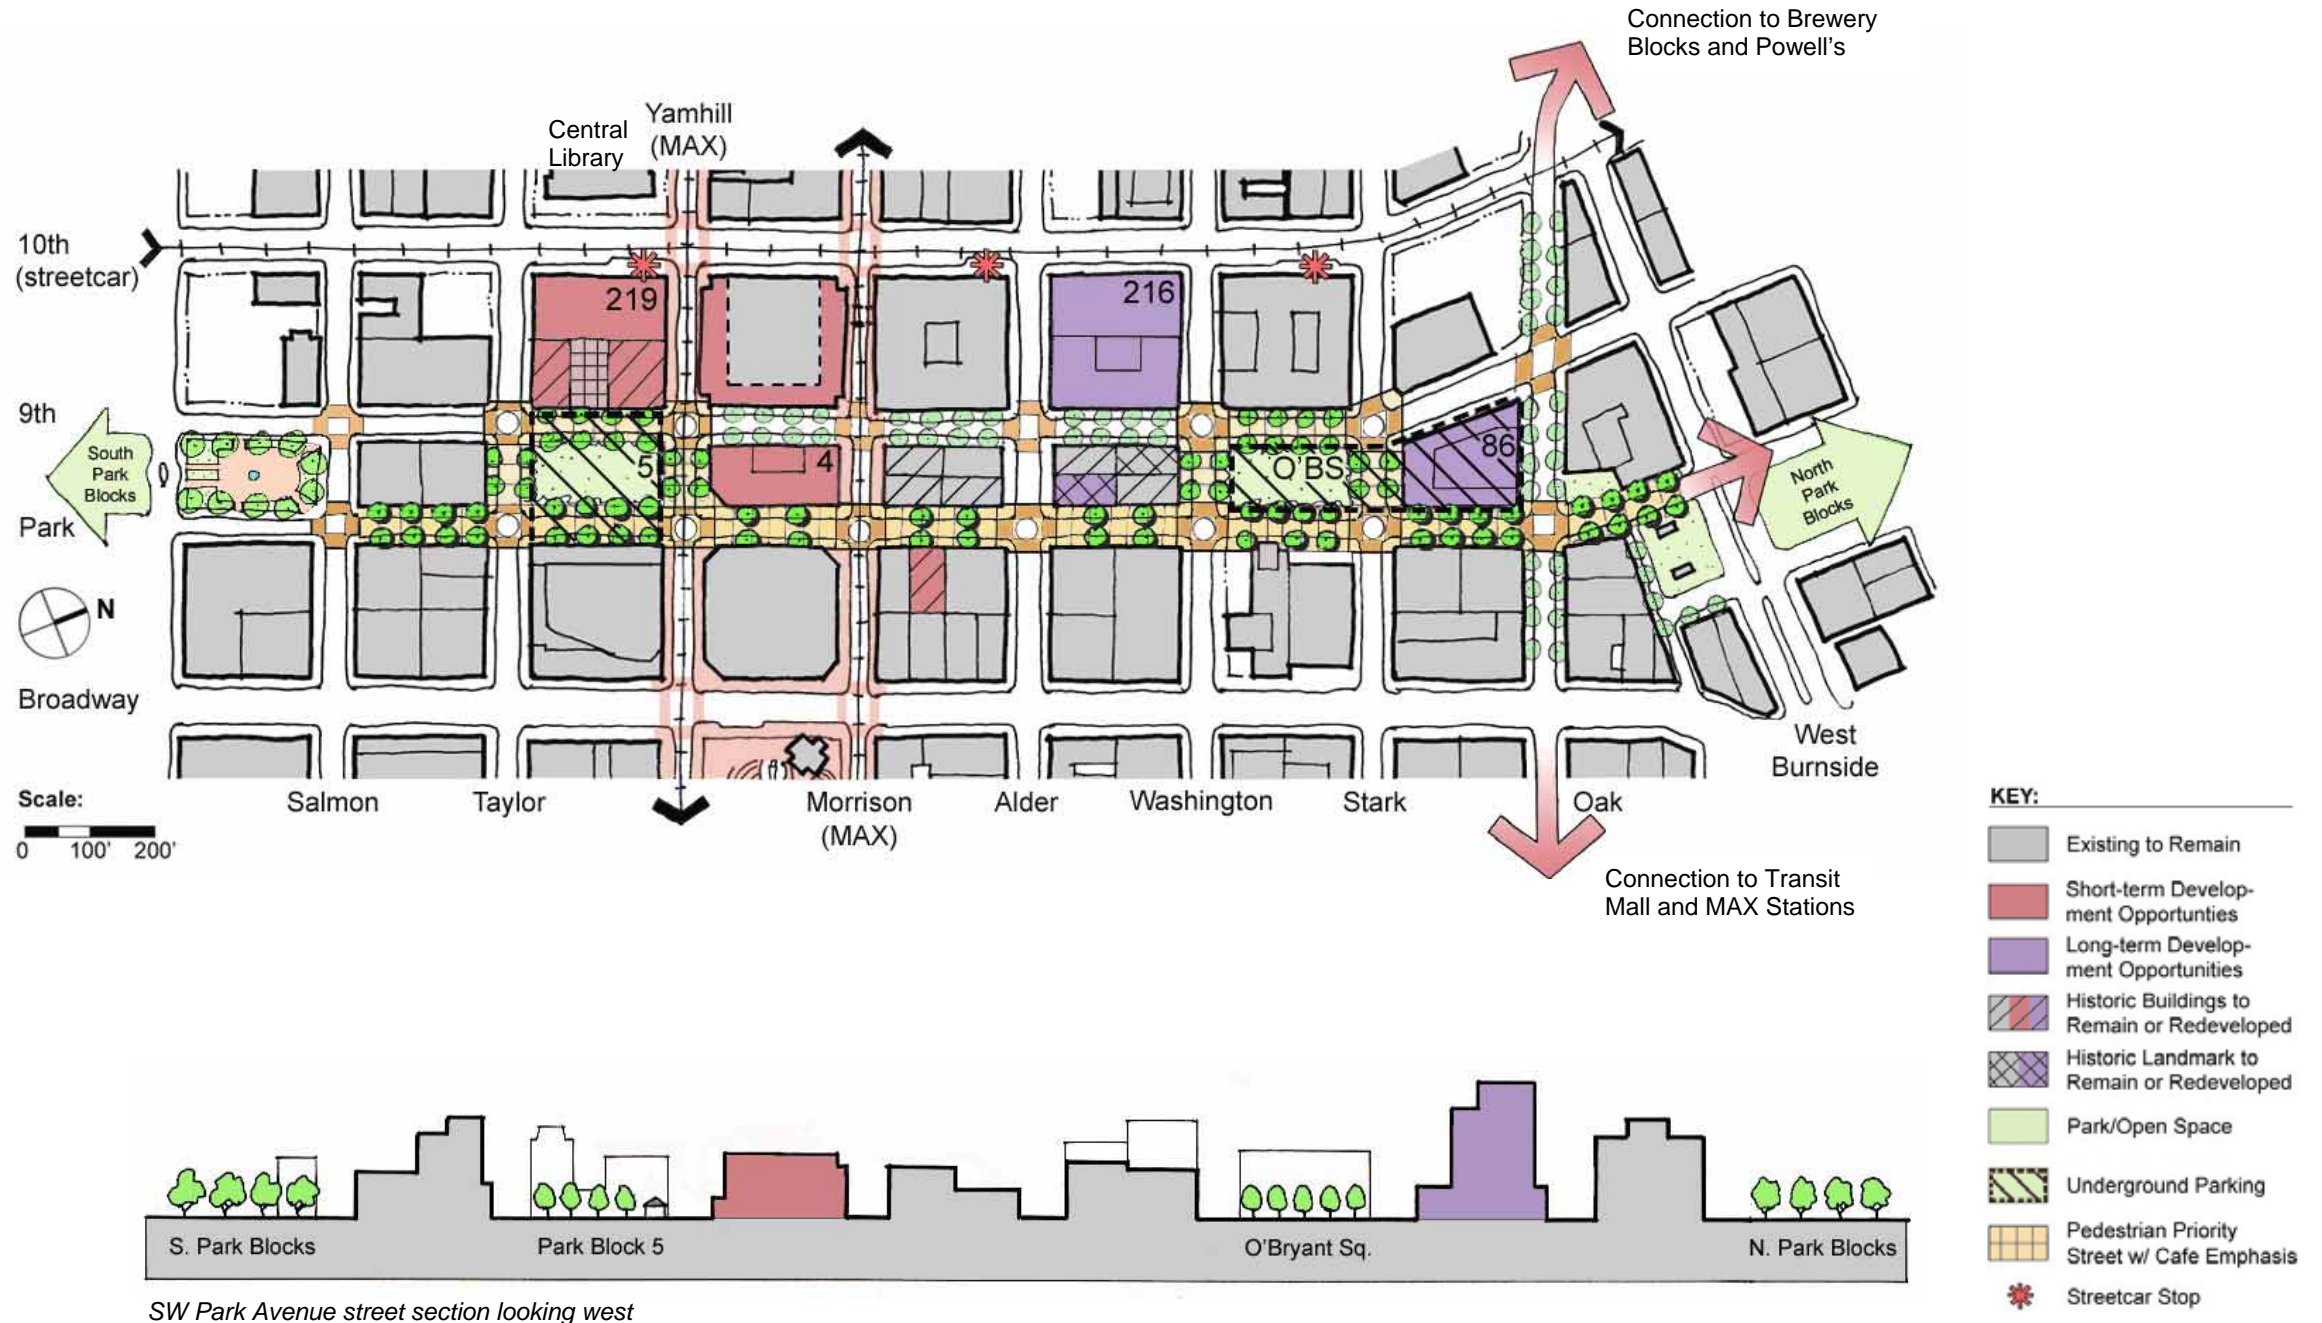 Connection to Brewery
Blocks and Powell's
Yamhill
(MAX)
Central
Library
10th
(streetcar)
219
216
9th
South
Park
Blocks
5
4
O'BS
86
North
Park
Blocks
Park
N
Broadway
West
Burnside
Scale:
0 100' 200'
Salmon
Taylor
Morrison
(MAX)
Alder
Washington
Stark
Oak
Connection to Transit
Mall and MAX Stations
KEY:
Existing to Remain
Short-term Develop-
ment Opportunties
Long-term Develop-
ment Opportunities
Historic Buildings to
Remain or Redeveloped
Historic Landmark to
Remain or Redeveloped
Park/Open Space
Underground Parking
Pedestrian Priority
Street w/ Cafe Emphasis
Streetcar Stop
S. Park Blocks
Park Block 5
O'Bryant Sq.
N. Park Blocks
SW Park Avenue street section looking west